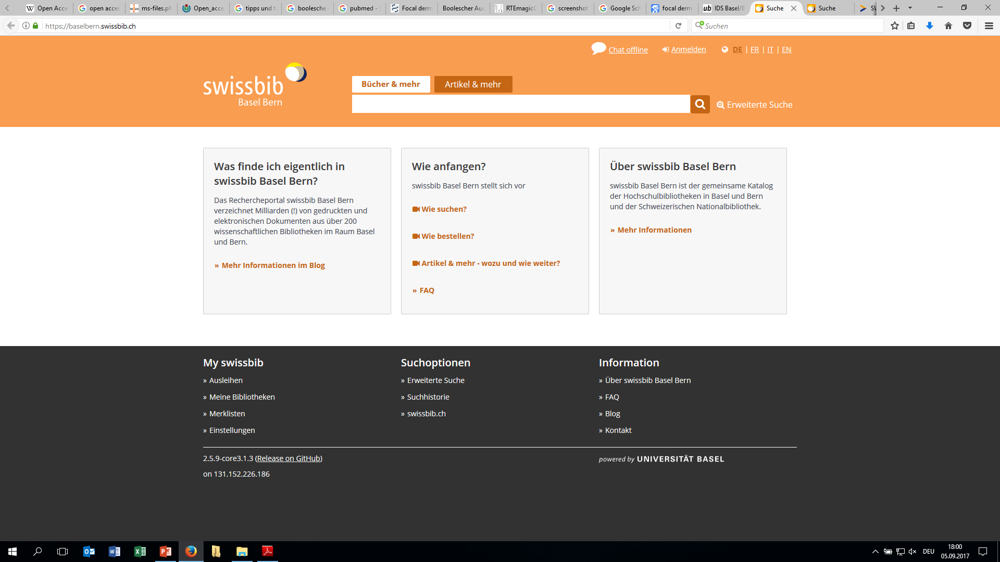 Open Acce
open acces
ms-files.ph
Open_acce
tipps und t
boolesche
pubmed - 
Focal derm
Boolescher Aus
RTEmagicC
screenshot
Google Sch
focal derma
IDS Basel/B
Suche
Suche
SW
https://baselbern.swissbib.ch
Suchen
Chat offline
Anmelden
DE | FR | IT | EN
swissbib
Basel Bern
Bücher & mehr
Artikel & mehr
Erweiterte Suche
Was finde ich eigentlich in
swissbib Basel Bern?
Das Rechercheportal swissbib Basel Bern
verzeichnet Milliarden (!) von gedruckten und
elektronischen Dokumenten aus über 200
wissenschaftlichen Bibliotheken im Raum Basel
und Bern.
» Mehr Informationen im Blog
Wie anfangen?
swissbib Basel Bern stellt sich vor
Wie suchen?
Wie bestellen?
Artikel & mehr - wozu und wie weiter?
» FAQ
Über swissbib Basel Bern
swissbib Basel Bern ist der gemeinsame Katalog
der Hochschulbibliotheken in Basel und Bern
und der Schweizerischen Nationalbibliothek.
» Mehr Informationen
My swissbib
» Ausleihen
» Meine Bibliotheken
» Merklisten
» Einstellungen
Suchoptionen
» Erweiterte Suche
» Suchhistorie
» swissbib.ch
Information
» Über swissbib Basel Bern
» FAQ
» Blog
» Kontakt
2.5.9-core3.1.3 (Release on GitHub)
on 131.152.226.186
powered by UNIVERSITÄT BASEL
DEU
18:00
05.09.2017